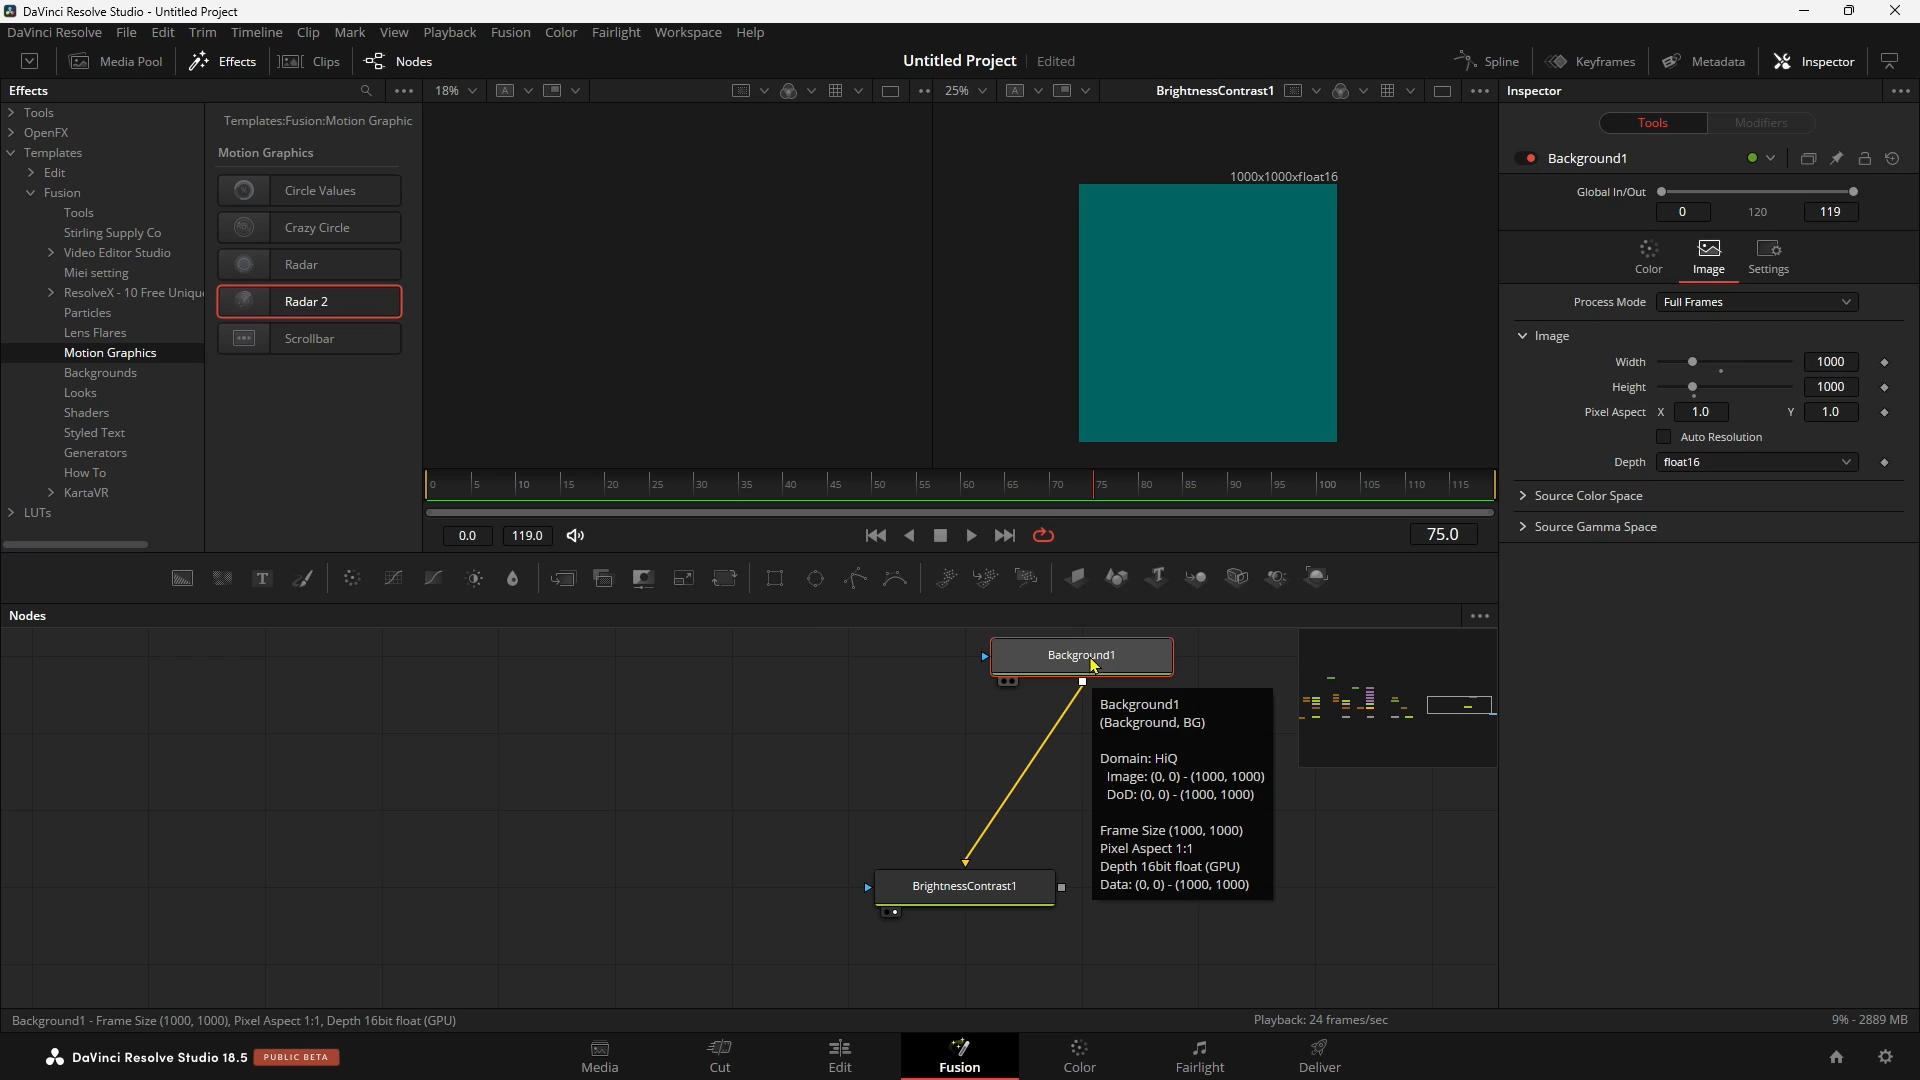 DaVinci Resolve Studio - Untitled Project
DaVinci Resolve File Edit Trim Timeline Clip Mark View Playback Fusion Color Fairlight Workspace Help
Media Pool Effects Clips Nodes Untitled Project Edited Spline Keyframes Metadata Inspector
Effects 18% A 25% A BrightnessContrast1 Inspector
Tools
OpenFX
Templates
Edit
Fusion
Tools
Stirling Supply Co
Video Editor Studio
Miei setting
ResolveX - 10 Free Uniqu
Particles
Lens Flares
Motion Graphics
Backgrounds
Looks
Shaders
Styled Text
Generators
How To
KartaVR
LUTs
Templates:Fusion:Motion Graphic
Motion Graphics
Circle Values
Crazy Circle
Radar
Radar 2
Scrollbar
1000x1000xfloat16
0 5 10 15 20 25 30 35 40 45 50 55 60 65 70 75 80 85 90 95 100 105 110 115
0.0 119.0 75.0
Tools Modifiers
Background1
Global In/Out
0 120 119
Color Image Settings
Process Mode Full Frames
Image
Width 1000
Height 1000
Pixel Aspect X 1.0 Y 1.0
Auto Resolution
Depth float16
Source Color Space
Source Gamma Space
T T
Nodes
Background1
Background1
(Background, BG)
Domain: HiQ
Image: (0, 0) - (1000, 1000)
DoD: (0, 0) - (1000, 1000)
Frame Size (1000, 1000)
Pixel Aspect 1:1
Depth 16bit float (GPU)
Data: (0, 0) - (1000, 1000)
BrightnessContrast1
Background1 - Frame Size (1000, 1000), Pixel Aspect 1:1, Depth 16bit float (GPU) Playback: 24 frames/sec 9% - 2889 MB
DaVinci Resolve Studio 18.5 PUBLIC BETA Media Cut Edit Fusion Color Fairlight Deliver